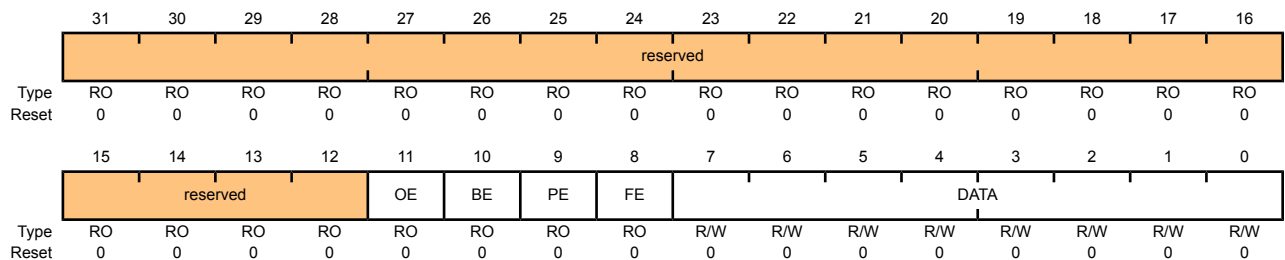 31 30 29 28 27 26 25 24 23 22 21 20 19 18 17 16
reserved
Type RO RO RO RO RO RO RO RO RO RO RO RO RO RO RO RO
Reset 0 0 0 0 0 0 0 0 0 0 0 0 0 0 0 0
15 14 13 12 11 10 9 8 7 6 5 4 3 2 1 0
reserved OE BE PE FE DATA
Type RO RO RO RO RO RO RO RO R/W R/W R/W R/W R/W R/W R/W R/W
Reset 0 0 0 0 0 0 0 0 0 0 0 0 0 0 0 0